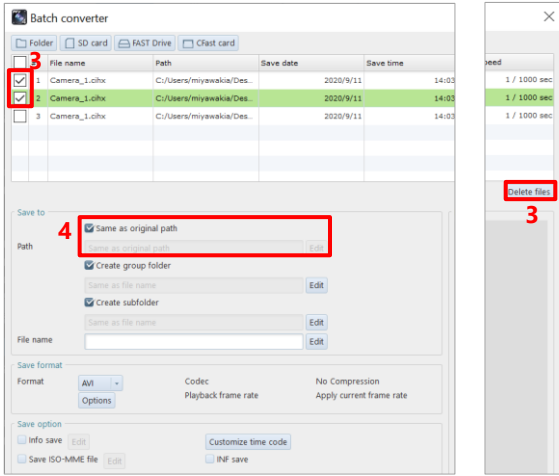 Batch converter
Folder SD card FAST Drive CFast card
3
File name Path Save date Save time
1 Camera_1.cihx C:/Users/miyawakia/Des... 2020/9/11 14:03
2 Camera_1.cihx C:/Users/miyawakia/Des... 2020/9/11 14:03
3 Camera_1.cihx C:/Users/miyawakia/Des... 2020/9/11 14:03
Save to
4 Same as original path
Path Same as original path Edit
Create group folder
Same as file name Edit
Create subfolder
Same as file name Edit
File name Edit
Save format
Format AVI Codec No Compression
Options Playback frame rate Apply current frame rate
Save option
Info save Edit Customize time code
Save ISO-MME file Edit INF save
peed
1 / 1000 sec
1 / 1000 sec
1 / 1000 sec
Delete files
3